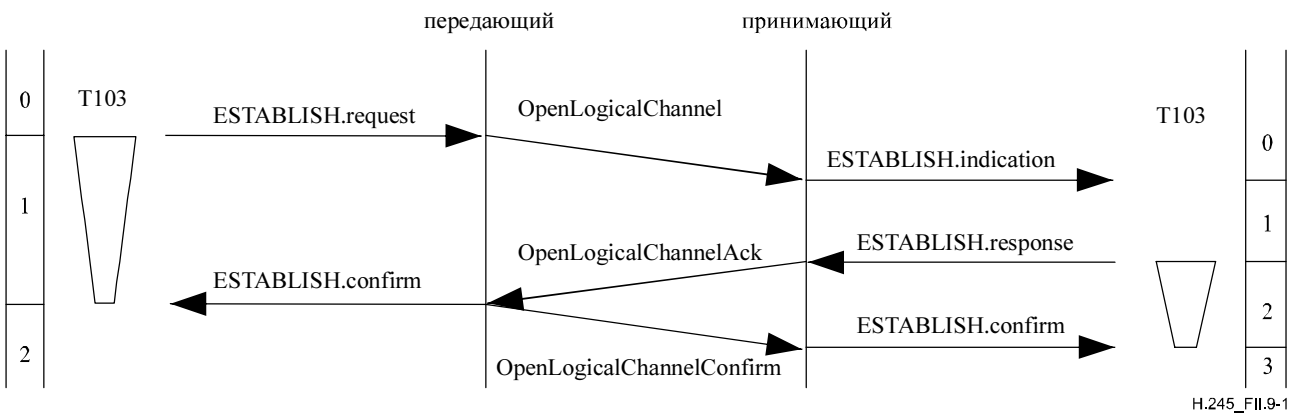 передающий
принимающий
0
T103
ESTABLISH.request
OpenLogicalChannel
T103
0
ESTABLISH.indication
1
1
OpenLogicalChannelAck
ESTABLISH.response
ESTABLISH.confirm
2
ESTABLISH.confirm
2
OpenLogicalChannelConfirm
3
H.245_FII.9-1